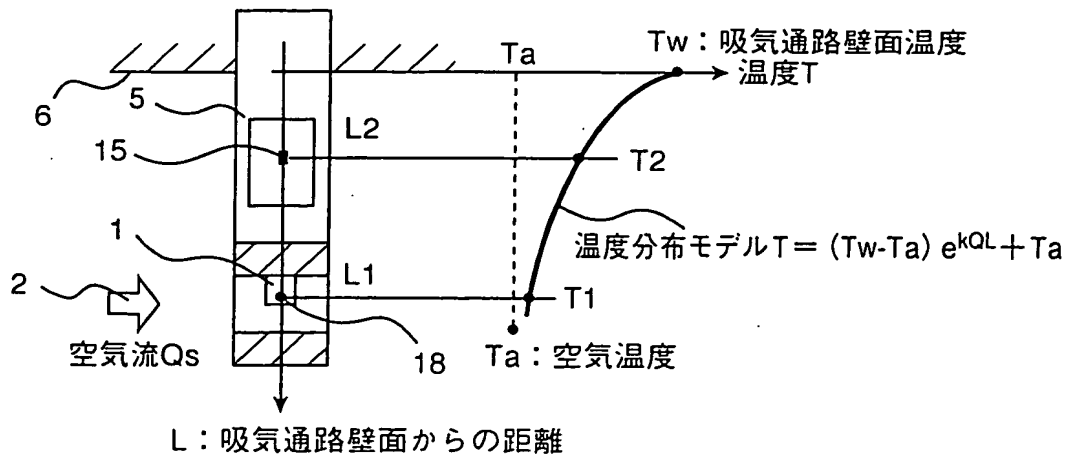 Tw：吸気通路壁面温度
Ta
温度T
6
5
L2
15
T2
1
温度分布モデルT＝(Tw-Ta) e^{kQL}＋Ta
2
L1
T1
空気流Qs
18
Ta：空気温度
L：吸気通路壁面からの距離